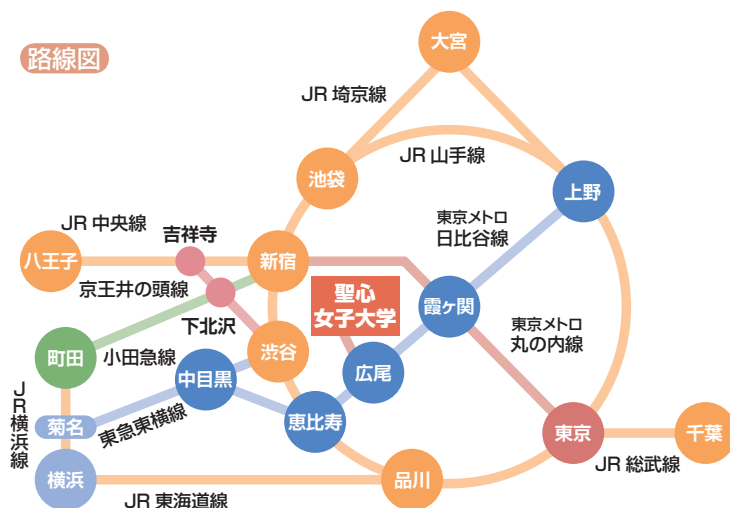 路線図
大宮
JR 埼京線
JR 山手線
池袋
上野
東京メトロ
日比谷線
JR 中央線
吉祥寺
八王子
新宿
京王井の頭線
聖心
女子大学
霞ヶ関
下北沢
東京メトロ
丸の内線
町田
小田急線
渋谷
中目黒
広尾
JR横浜線
菊名
東急東横線
恵比寿
東京
千葉
JR 総武線
横浜
品川
JR 東海道線